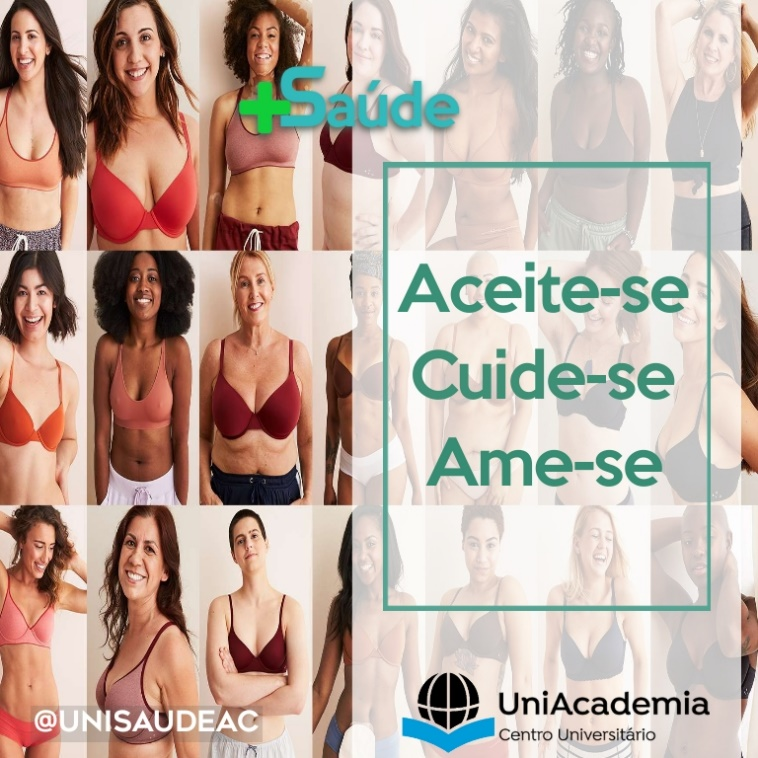 +Saúde
Aceite-se
Cuide-se
Ame-se
@UNISAUDEAC
UniAcademia
Centro Universitário